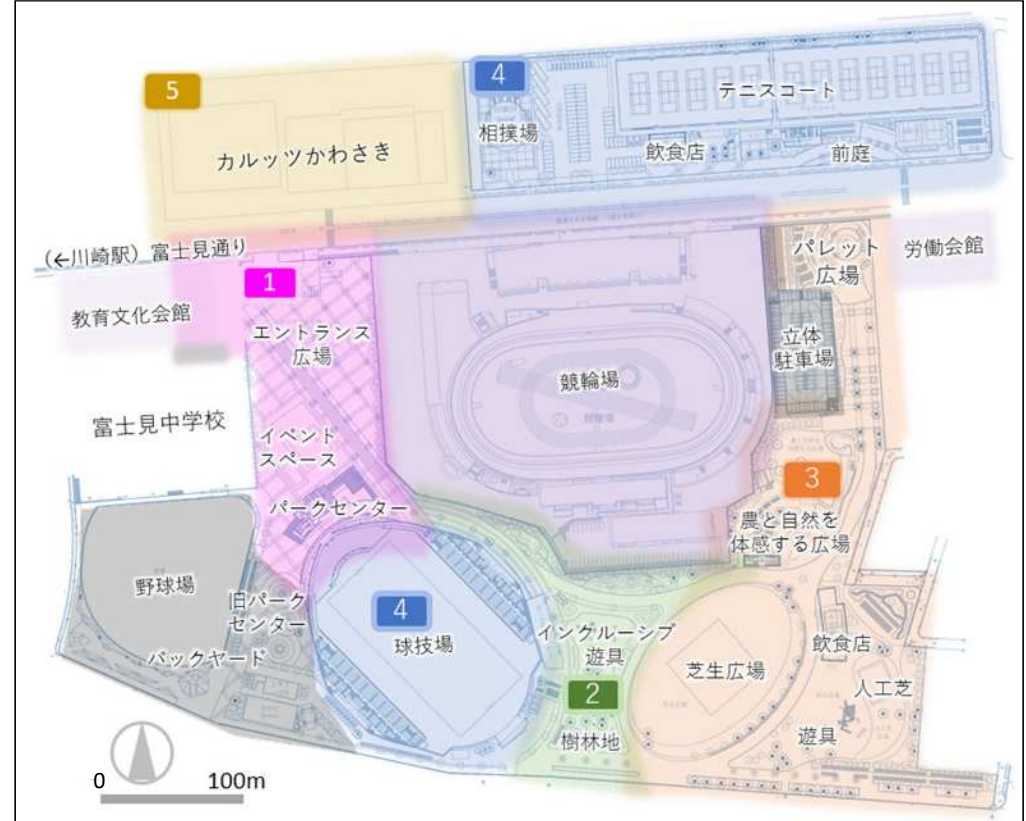 5
4
テニスコート
相撲場
カルッツかわさき
飲食店
前庭
(←川崎駅) 富士見通り
パレット
広場
労働会館
1
教育文化会館
エントランス
広場
立体
駐車場
競輪場
富士見中学校
イベント
スペース
3
パークセンター
農と自然を
体感する広場
野球場
旧パーク
センター
4
球技場
インクルーシブ
遊具
飲食店
バックヤード
芝生広場
2
人工芝
樹林地
遊具
0 100m